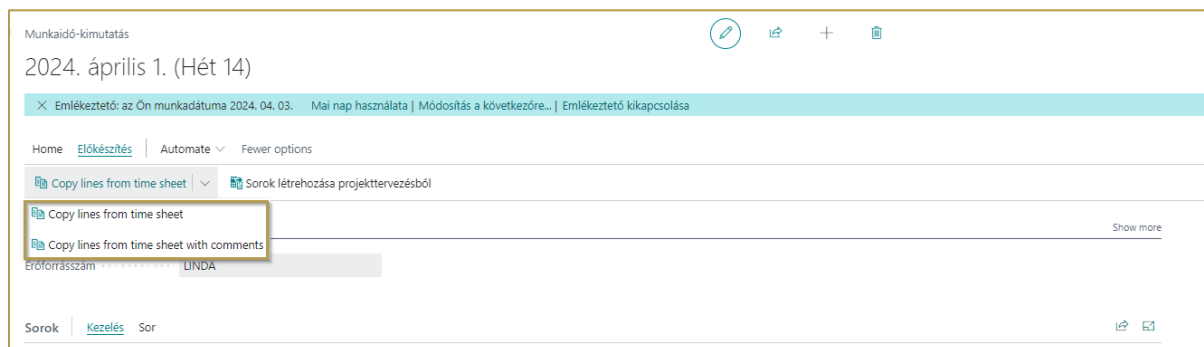 Munkaidő-kimutatás
2024. április 1. (Hét 14)
Emlékeztető: az Ön munkadátuma 2024. 04. 03. Mai nap használata | Módosítás a következőre... | Emlékeztető kikapcsolása
Home Előkészítés Automate Fewer options
Copy lines from time sheet Sorok létrehozása projekttervezésből
Copy lines from time sheet
Show more
Copy lines from time sheet with comments
Erőforrásszám LINDA
Sorok Kezelés Sor